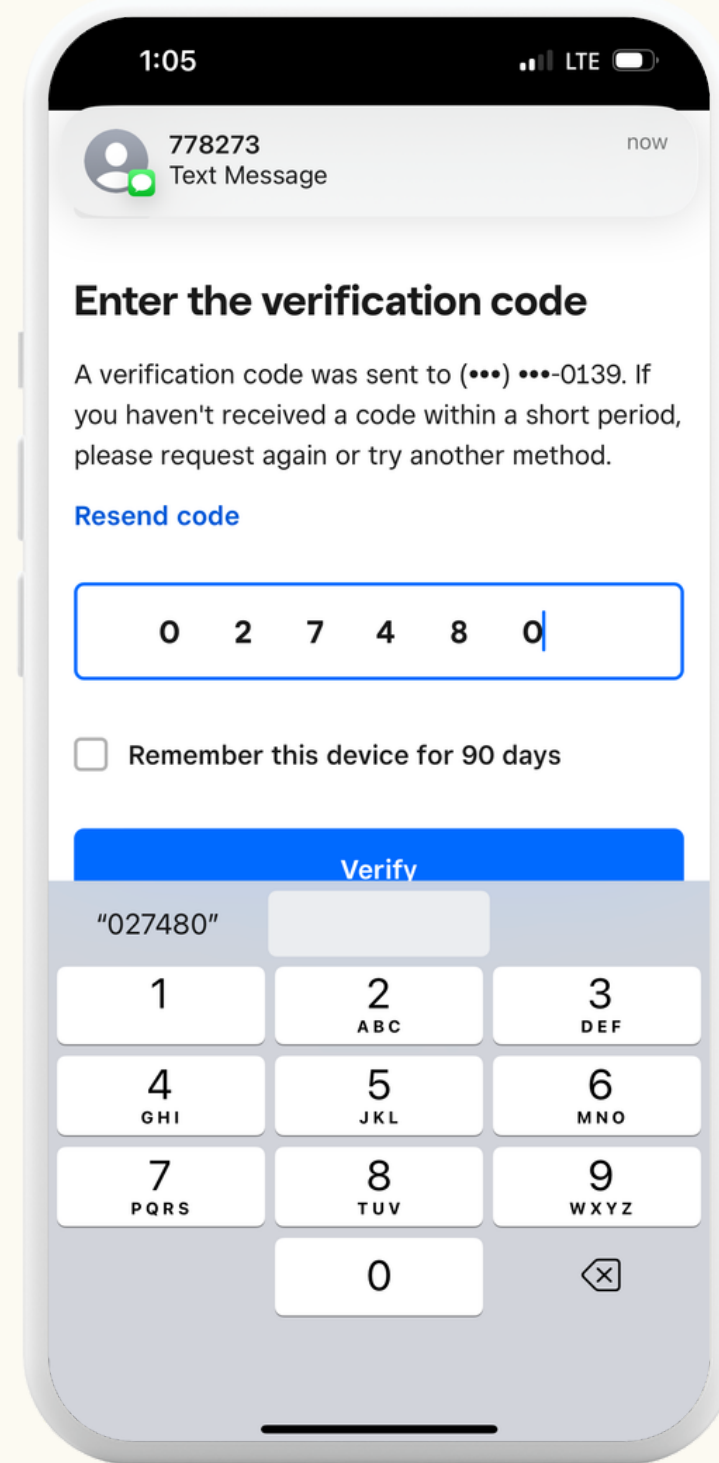 1:05
LTE
778273
now
Text Message
Enter the verification code
A verification code was sent to (•••) •••-0139. If
you haven't received a code within a short period,
please request again or try another method.
Resend code
0 2 7 4 8 0
Remember this device for 90 days
Verify
“027480”
1
2
ABC
3
DEF
4
GHI
5
JKL
6
MNO
7
PQRS
8
TUV
9
WXYZ
0